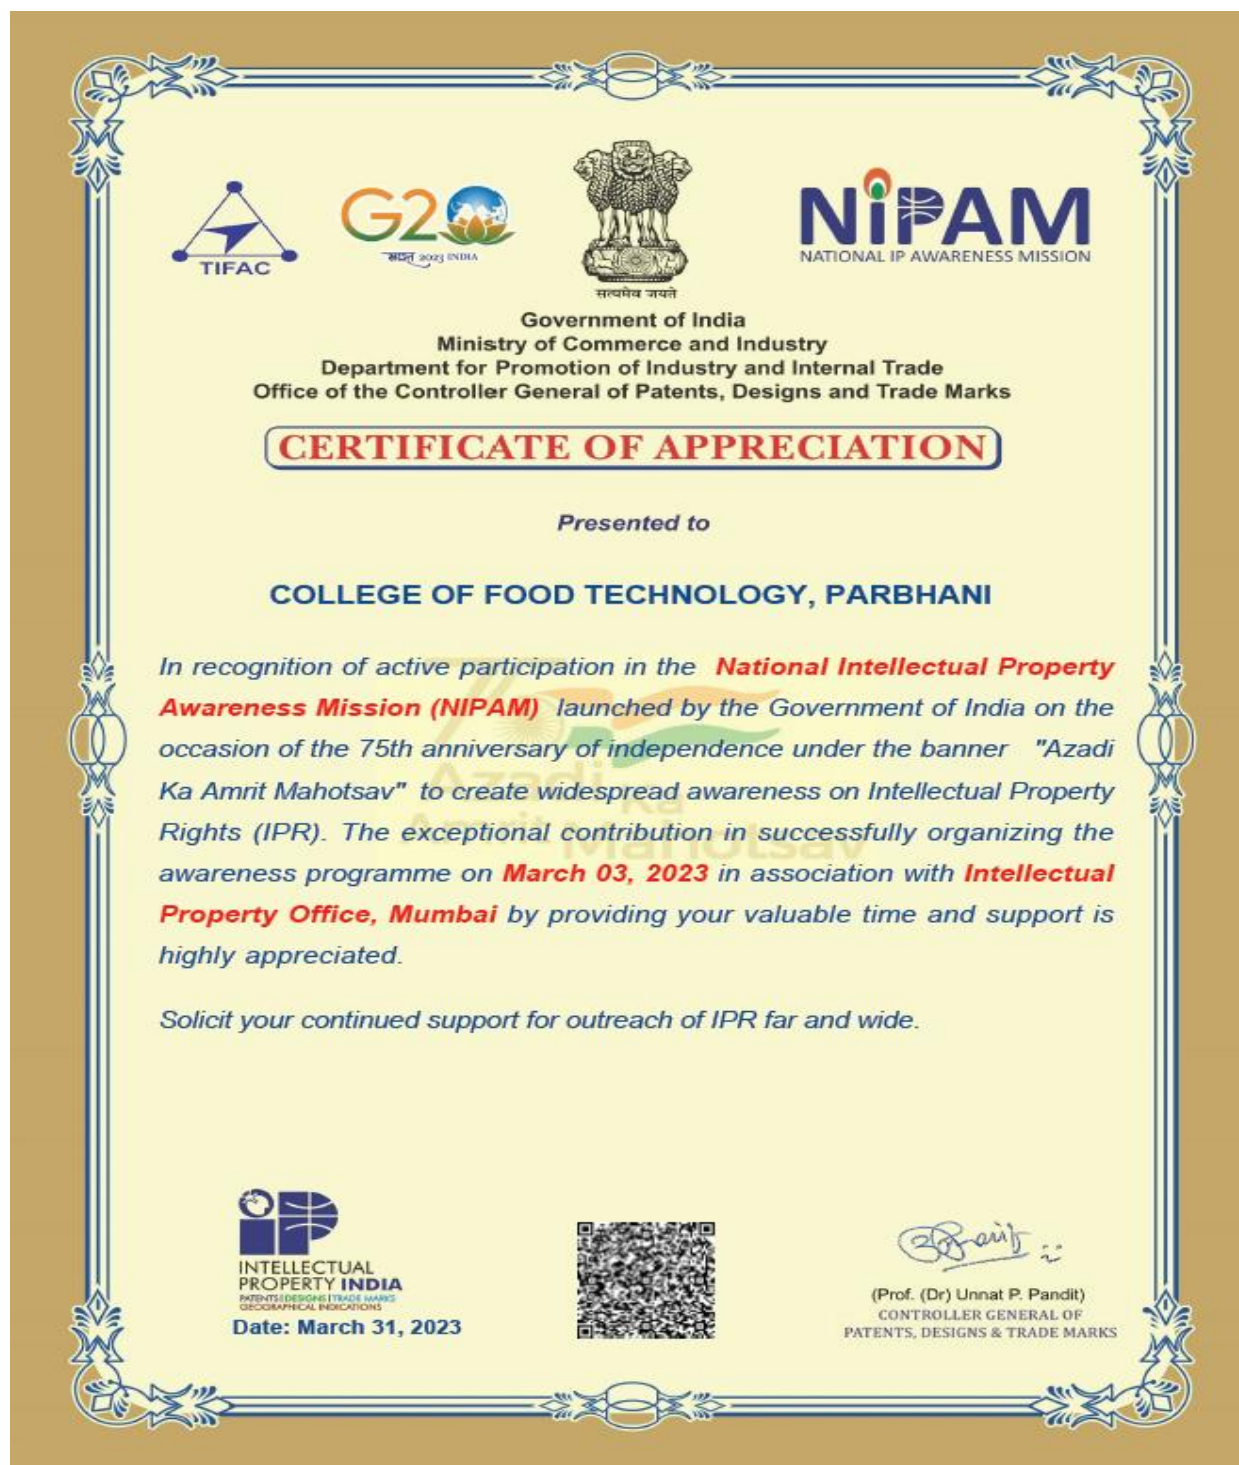 TIFAC
G20
भारत 2023 INDIA
सत्यमेव जयते
NiPAM
NATIONAL IP AWARENESS MISSION
Government of India
Ministry of Commerce and Industry
Department for Promotion of Industry and Internal Trade
Office of the Controller General of Patents, Designs and Trade Marks
CERTIFICATE OF APPRECIATION
Presented to
COLLEGE OF FOOD TECHNOLOGY, PARBHANI
In recognition of active participation in the National Intellectual Property
Awareness Mission (NIPAM) launched by the Government of India on the
occasion of the 75th anniversary of independence under the banner "Azadi
Ka Amrit Mahotsav" to create widespread awareness on Intellectual Property
Rights (IPR). The exceptional contribution in successfully organizing the
awareness programme on March 03, 2023 in association with Intellectual
Property Office, Mumbai by providing your valuable time and support is
highly appreciated.
Azadi Ka
Amrit Mahotsav
Solicit your continued support for outreach of IPR far and wide.
iP
INTELLECTUAL
PROPERTY INDIA
PATENTS | DESIGNS | TRADE MARKS
GEOGRAPHICAL INDICATIONS
Date: March 31, 2023
(Prof. (Dr) Unnat P. Pandit)
CONTROLLER GENERAL OF
PATENTS, DESIGNS & TRADE MARKS